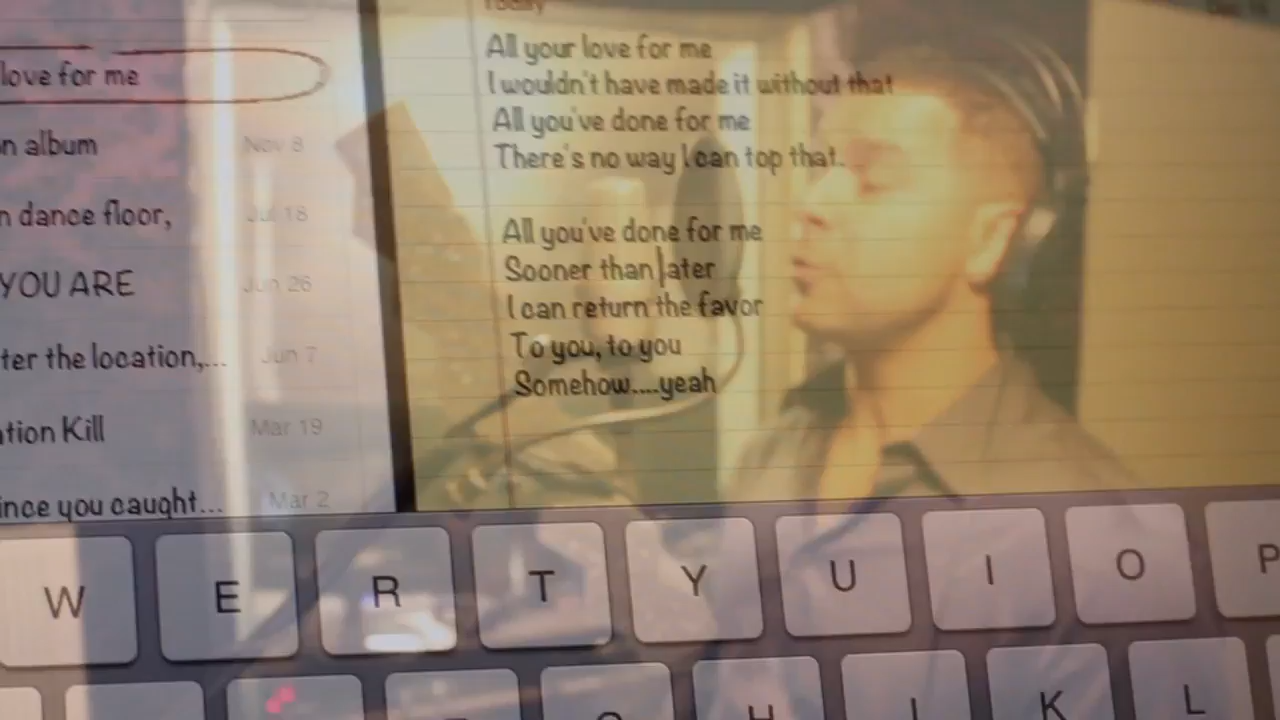 Today
love for me
n album
Nov 8
n dance floor,
Jul 18
YOU ARE
Jun 26
ter the location,...
Jun 7
ation Kill
Mar 19
ince you caught...
Mar 2
All your love for me
I wouldn't have made it without that
All you've done for me
There's no way I can top that.
All you've done for me
Sooner than later
I can return the favor
To you, to you
Somehow....yeah
W E R T Y U I O P
H J K L